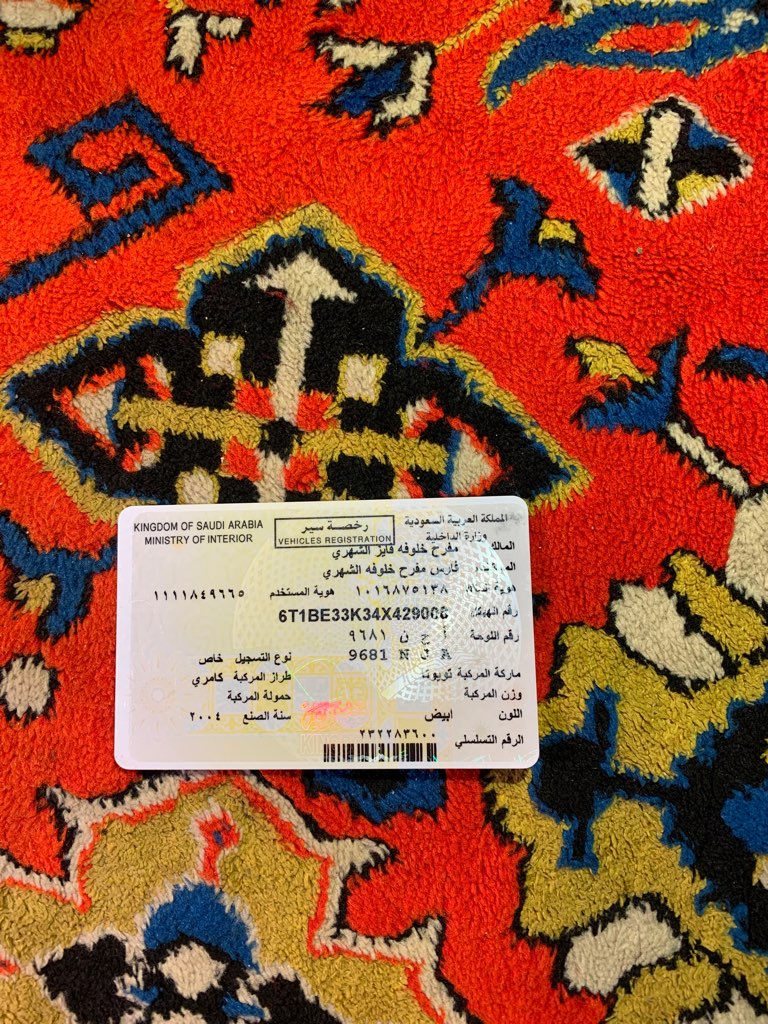 KINGDOM OF SAUDI ARABIA
MINISTRY OF INTERIOR
رخصة سير
VEHICLES REGISTRATION
المملكة العربية السعودية
وزارة الداخلية
المالك مفرح خلوفه فايز الشهري
فارس مفرح خلوفه الشهري
هوية ١٠١٦٨٧٥١٣٨ هوية المستخدم ١١١١٨٤٩٦٦٥
رقم الهيكل 6T1BE33K34X429006
رقم اللوحة أ ح ن ٩٦٨١
9681 N J A
نوع التسجيل خاص
ماركة المركبة تويوتا
طراز المركبة كامري
وزن المركبة
حمولة المركبة
اللون ابيض
سنة الصنع ٢٠٠٤
الرقم التسلسلي ٢٣٢٢٨٣٦٠٠